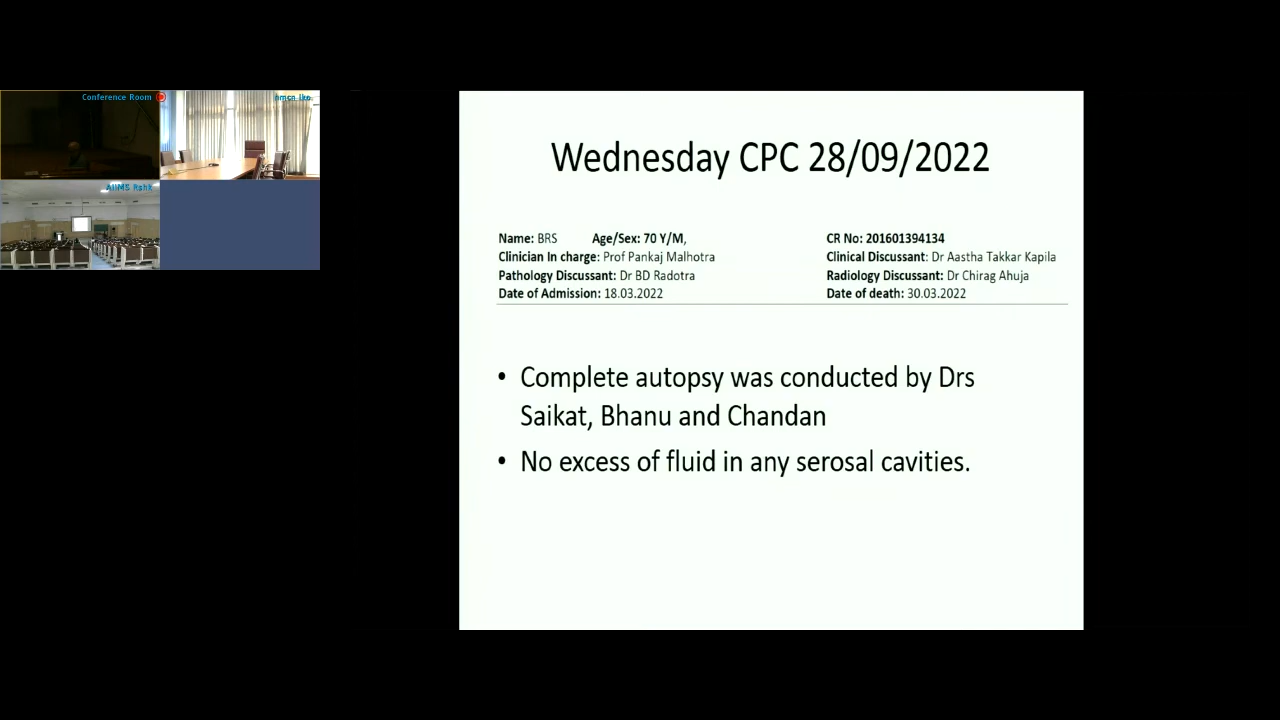 Conference Room
AIIMS Rshk
Wednesday CPC 28/09/2022
Name: BRS Age/Sex: 70 Y/M, CR No: 201601394134
Clinician In charge: Prof Pankaj Malhotra Clinical Discussant: Dr Aastha Takkar Kapila
Pathology Discussant: Dr BD Radotra Radiology Discussant: Dr Chirag Ahuja
Date of Admission: 18.03.2022 Date of death: 30.03.2022
• Complete autopsy was conducted by Drs
Saikat, Bhanu and Chandan
• No excess of fluid in any serosal cavities.